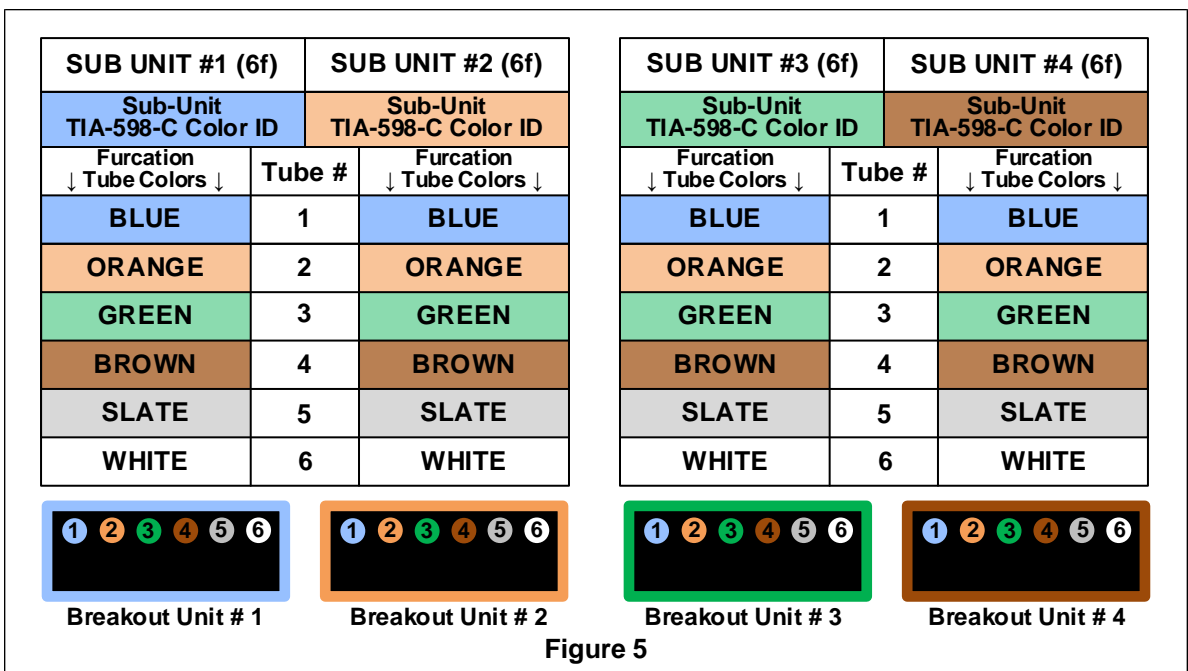 SUB UNIT #1 (6f) SUB UNIT #2 (6f)
Sub-Unit Sub-Unit
TIA-598-C Color ID TIA-598-C Color ID
Furcation Furcation
↓ Tube Colors ↓ Tube # ↓ Tube Colors ↓
BLUE 1 BLUE
ORANGE 2 ORANGE
GREEN 3 GREEN
BROWN 4 BROWN
SLATE 5 SLATE
WHITE 6 WHITE
1 2 3 4 5 6 1 2 3 4 5 6
Breakout Unit # 1 Breakout Unit # 2
SUB UNIT #3 (6f) SUB UNIT #4 (6f)
Sub-Unit Sub-Unit
TIA-598-C Color ID TIA-598-C Color ID
Furcation Furcation
↓ Tube Colors ↓ Tube # ↓ Tube Colors ↓
BLUE 1 BLUE
ORANGE 2 ORANGE
GREEN 3 GREEN
BROWN 4 BROWN
SLATE 5 SLATE
WHITE 6 WHITE
1 2 3 4 5 6 1 2 3 4 5 6
Breakout Unit # 3 Breakout Unit # 4
Figure 5